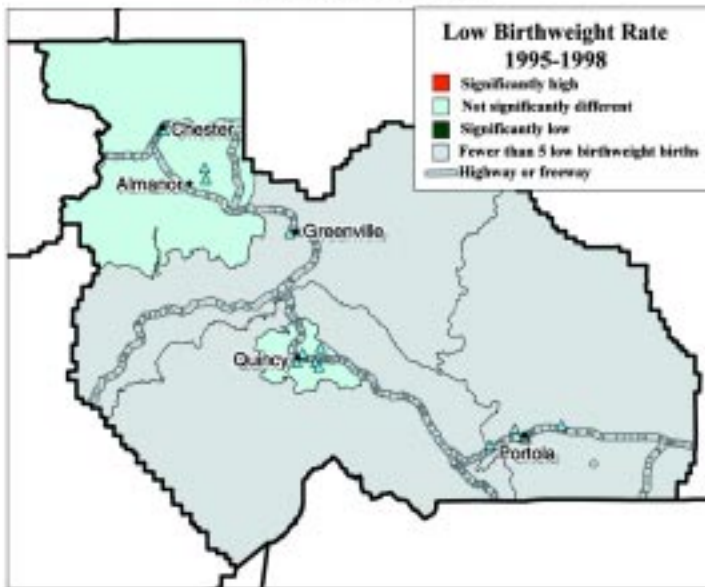 Low Birthweight Rate
1995-1998
Significantly high
Not significantly different
Significantly low
Fewer than 5 low birthweight births
Highway or freeway
Chester
Almanor
Greenville
Quincy
Portola